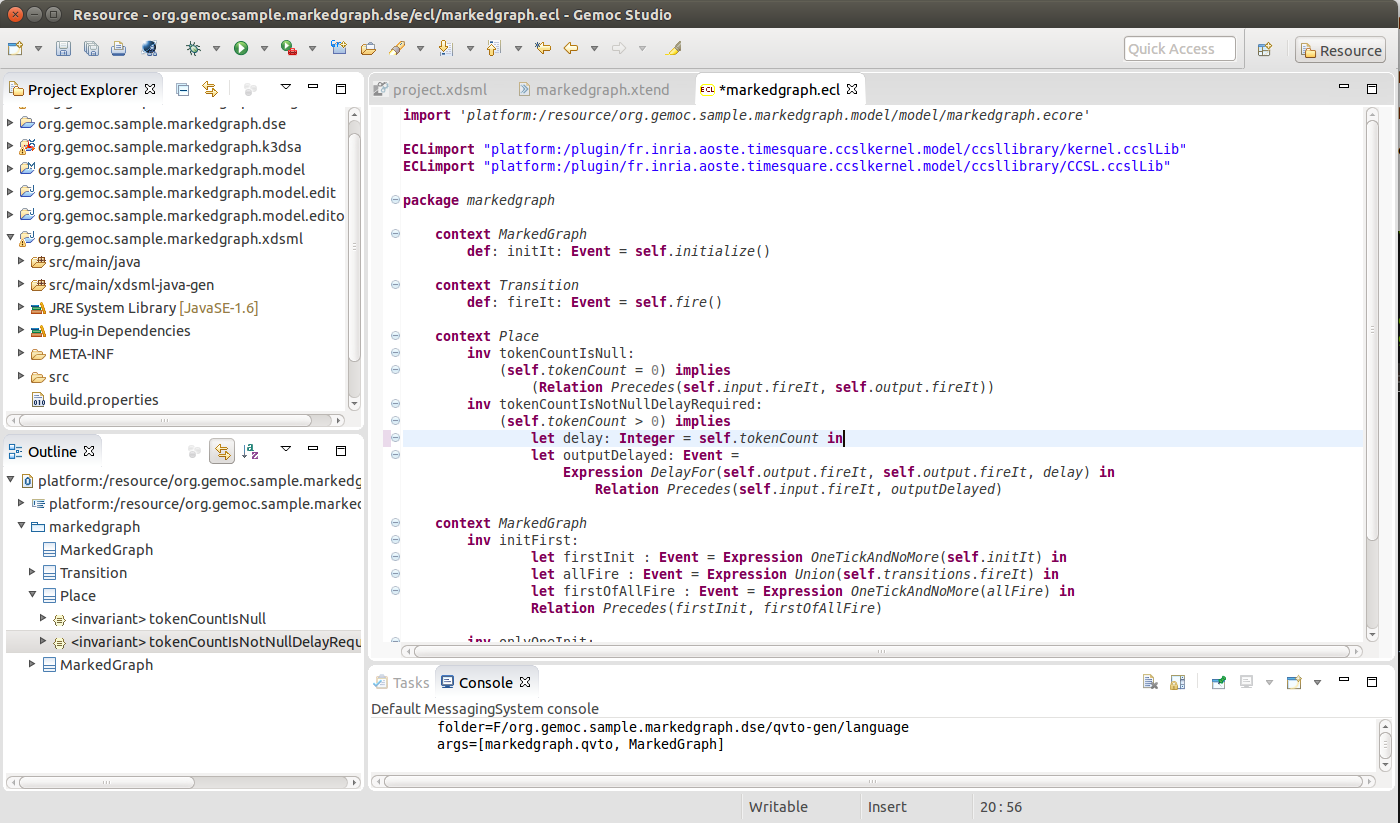 Resource - org.gemoc.sample.markedgraph.dse/ecl/markedgraph.ecl - Gemoc Studio
Quick Access
Resource
Project Explorer
org.gemoc.sample.markedgraph.dse
org.gemoc.sample.markedgraph.k3dsa
org.gemoc.sample.markedgraph.model
org.gemoc.sample.markedgraph.model.edit
org.gemoc.sample.markedgraph.model.edito
org.gemoc.sample.markedgraph.xdsml
src/main/java
src/main/xdsml-java-gen
JRE System Library [JavaSE-1.6]
Plug-in Dependencies
META-INF
src
build.properties
Outline
platform:/resource/org.gemoc.sample.markedg
platform:/resource/org.gemoc.sample.markec
markedgraph
MarkedGraph
Transition
Place
<invariant> tokenCountIsNull
<invariant> tokenCountIsNotNullDelayRequ
MarkedGraph
project.xdsml
markedgraph.xtend
ECL *markedgraph.ecl
import 'platform:/resource/org.gemoc.sample.markedgraph.model/model/markedgraph.ecore'
ECLimport "platform:/plugin/fr.inria.aoste.timesquare.ccslkernel.model/ccsllibrary/kernel.ccslLib"
ECLimport "platform:/plugin/fr.inria.aoste.timesquare.ccslkernel.model/ccsllibrary/CCSL.ccslLib"
package markedgraph
context MarkedGraph
def: initIt: Event = self.initialize()
context Transition
def: fireIt: Event = self.fire()
context Place
inv tokenCountIsNull:
(self.tokenCount = 0) implies
(Relation Precedes(self.input.fireIt, self.output.fireIt))
inv tokenCountIsNotNullDelayRequired:
(self.tokenCount > 0) implies
let delay: Integer = self.tokenCount in
let outputDelayed: Event =
Expression DelayFor(self.output.fireIt, self.output.fireIt, delay) in
Relation Precedes(self.input.fireIt, outputDelayed)
context MarkedGraph
inv initFirst:
let firstInit : Event = Expression OneTickAndNoMore(self.initIt) in
let allFire : Event = Expression Union(self.transitions.fireIt) in
let firstOfAllFire : Event = Expression OneTickAndNoMore(allFire) in
Relation Precedes(firstInit, firstOfAllFire)
inv onlyOneInit:
Tasks
Console
Default MessagingSystem console
folder=F/org.gemoc.sample.markedgraph.dse/qvto-gen/language
args=[markedgraph.qvto, MarkedGraph]
Writable
Insert
20 : 56